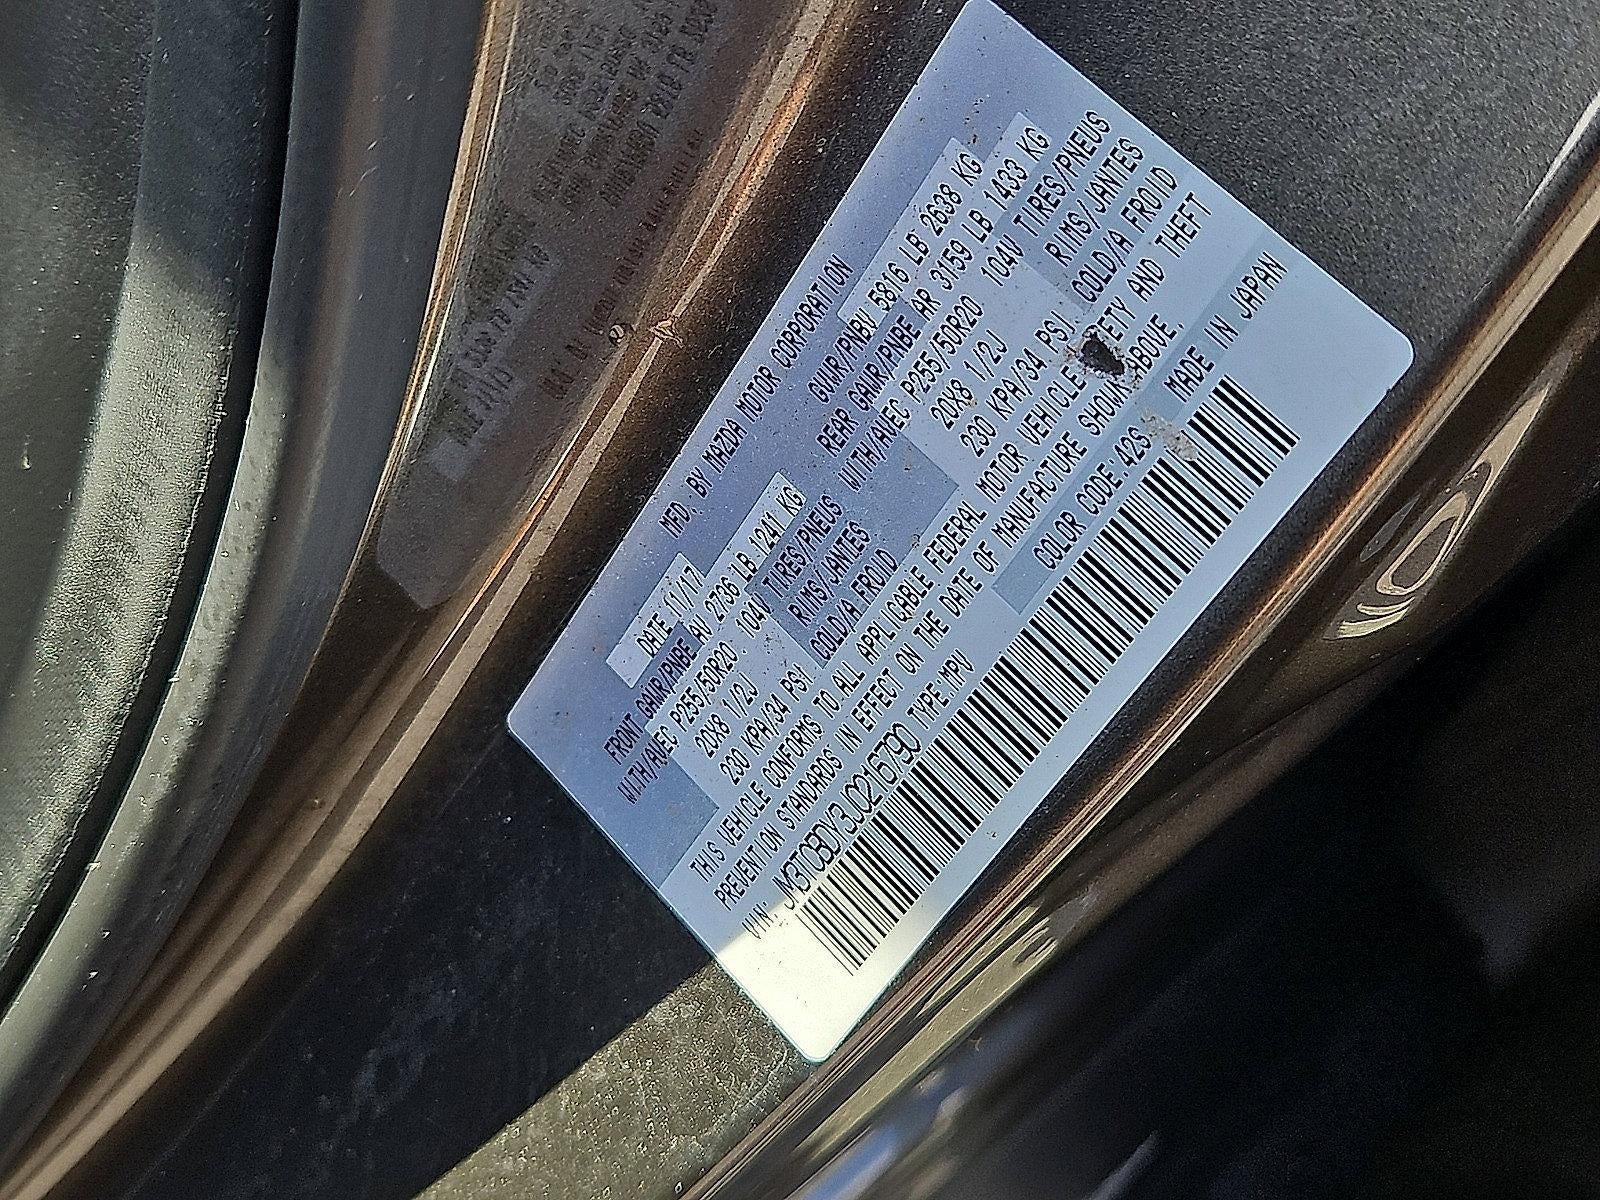 MFD. BY MAZDA MOTOR CORPORATION
DATE 11/17 GVWR/PNBV 5816 LB 2638 KG
FRONT GAWR/PNBE AV 2736 LB 1241 KG REAR GAWR/PNBE AR 3159 LB 1433 KG
WITH/AVEC P255/50R20 104V TIRES/PNEUS WITH/AVEC P255/50R20 104V TIRES/PNEUS
20X8 1/2J RIMS/JANTES 20X8 1/2J RIMS/JANTES
230 KPA/34 PSI. COLD/A FROID 230 KPA/34 PSI. COLD/A FROID
THIS VEHICLE CONFORMS TO ALL APPLICABLE FEDERAL MOTOR VEHICLE SAFETY AND THEFT
PREVENTION STANDARDS IN EFFECT ON THE DATE OF MANUFACTURE SHOWN ABOVE.
VIN: JM3TCBDY3J0216790 TYPE:MPV COLOR CODE:42S MADE IN JAPAN